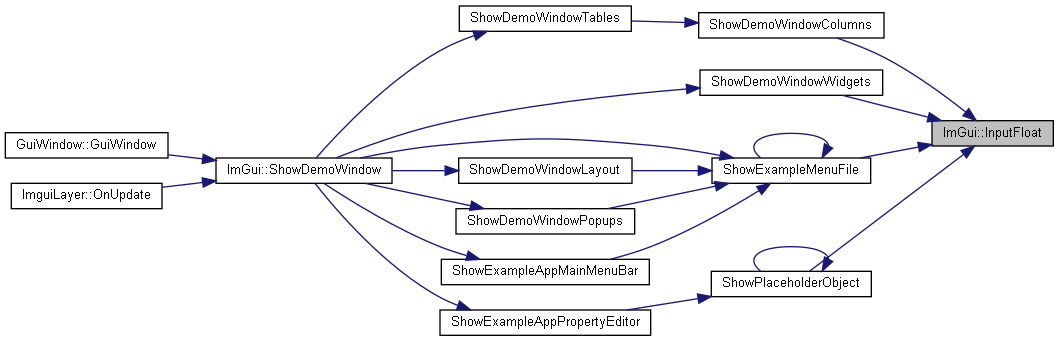 ShowDemoWindowTables
ShowDemoWindowColumns
ShowDemoWindowWidgets
ImGui::InputFloat
GuiWindow::GuiWindow
ImGui::ShowDemoWindow
ShowDemoWindowLayout
ShowExampleMenuFile
ImguiLayer::OnUpdate
ShowDemoWindowPopups
ShowExampleAppMainMenuBar
ShowPlaceholderObject
ShowExampleAppPropertyEditor